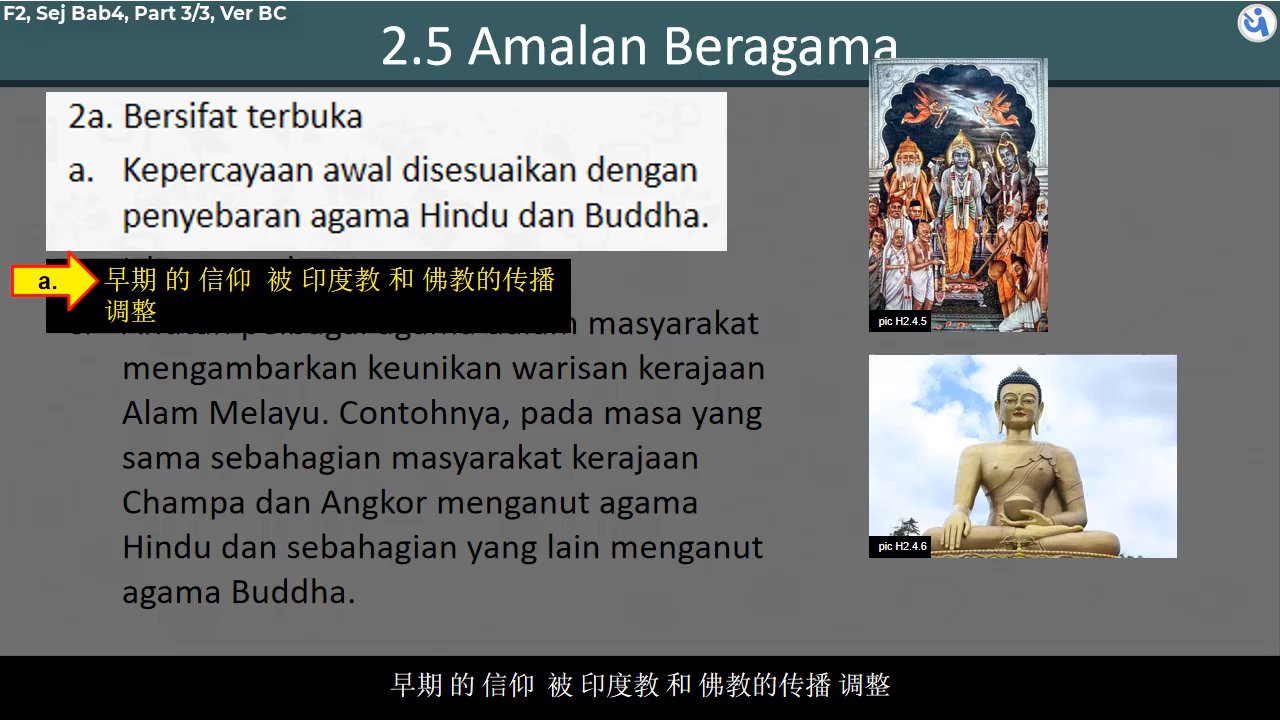 F2, Sej Bab4, Part 3/3, Ver BC
2.5 Amalan Beragama
2a. Bersifat terbuka
a. Kepercayaan awal disesuaikan dengan
penyebaran agama Hindu dan Buddha.
a.
早期 的 信仰 被 印度教 和 佛教的传播
调整
masyarakat
mengambarkan keunikan warisan kerajaan
Alam Melayu. Contohnya, pada masa yang
sama sebahagian masyarakat kerajaan
Champa dan Angkor menganut agama
Hindu dan sebahagian yang lain menganut
agama Buddha.
pic H2.4.5
pic H2.4.6
早期 的 信仰 被 印度教 和 佛教的传播 调整